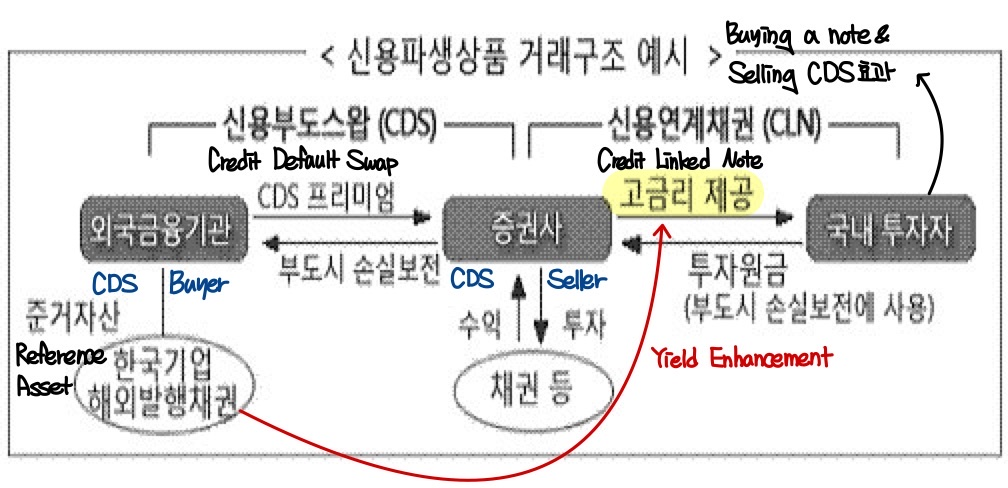 Buying a note &
< 신용파생상품 거래구조 예시 >
Selling CDS효과
신용부도스왑 (CDS)
신용연계채권 (CLN)
Credit Default Swap
Credit Linked Note
CDS 프리미엄
고금리 제공
외국금융기관
증권사
국내 투자자
부도시 손실보전
투자원금
CDS Buyer
CDS Seller
(부도시 손실보전에 사용)
준거자산
수익
투자
Reference
Asset
한국기업
해외발행채권
채권 등
Yield Enhancement